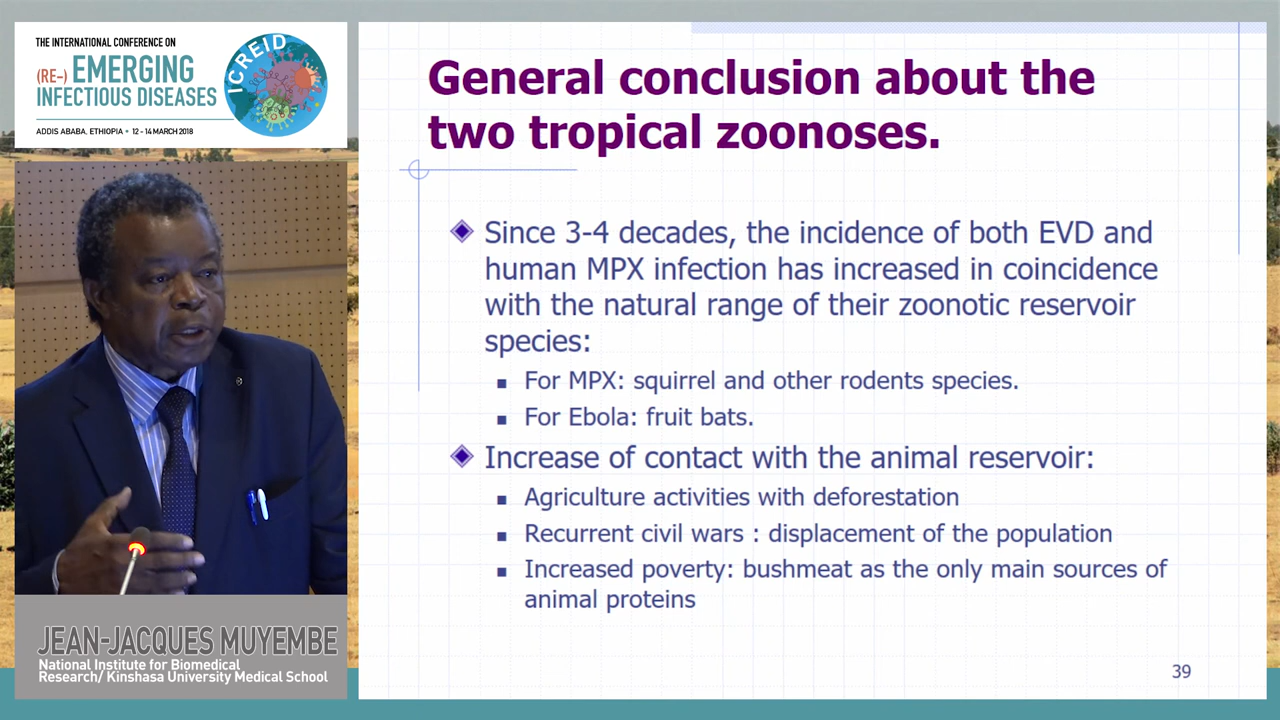 THE INTERNATIONAL CONFERENCE ON
(RE-) EMERGING
INFECTIOUS DISEASES
ADDIS ABABA, ETHIOPIA • 12 - 14 MARCH 2018
ICREID
General conclusion about the
two tropical zoonoses.
Since 3-4 decades, the incidence of both EVD and
human MPX infection has increased in coincidence
with the natural range of their zoonotic reservoir
species:
For MPX: squirrel and other rodents species.
For Ebola: fruit bats.
Increase of contact with the animal reservoir:
Agriculture activities with deforestation
Recurrent civil wars : displacement of the population
Increased poverty: bushmeat as the only main sources of
animal proteins
39
JEAN-JACQUES MUYEMBE
National Institute for Biomedical
Research/ Kinshasa University Medical School